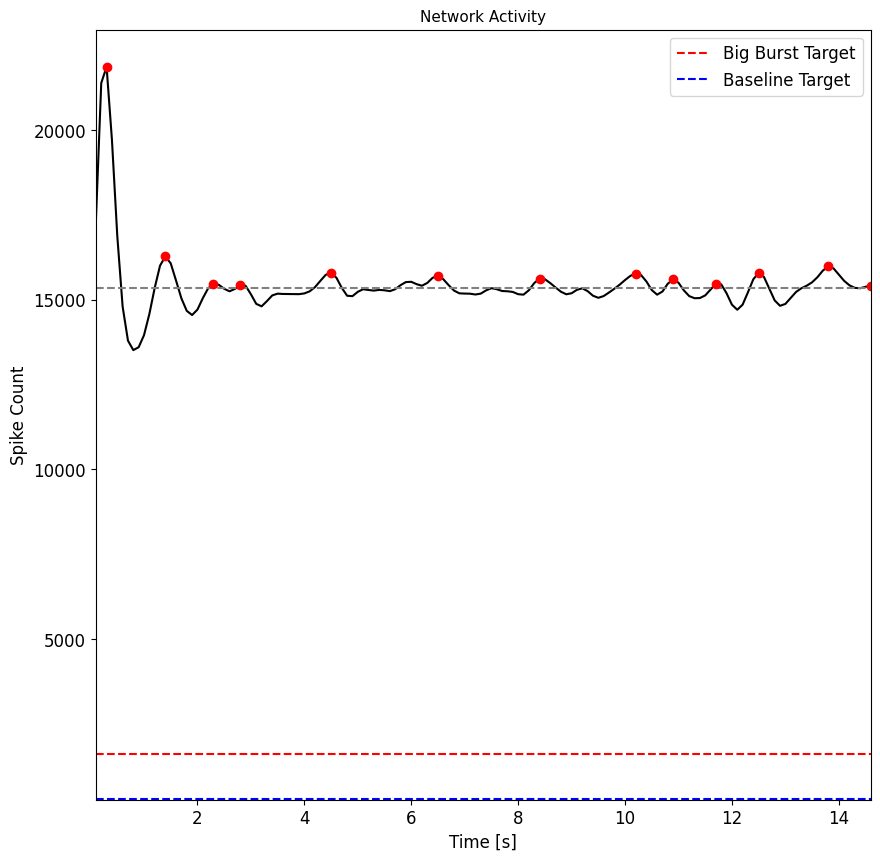 Network Activity
Big Burst Target
Baseline Target
20000
15000
10000
5000
Spike Count
2
4
6
8
10
12
14
Time [s]